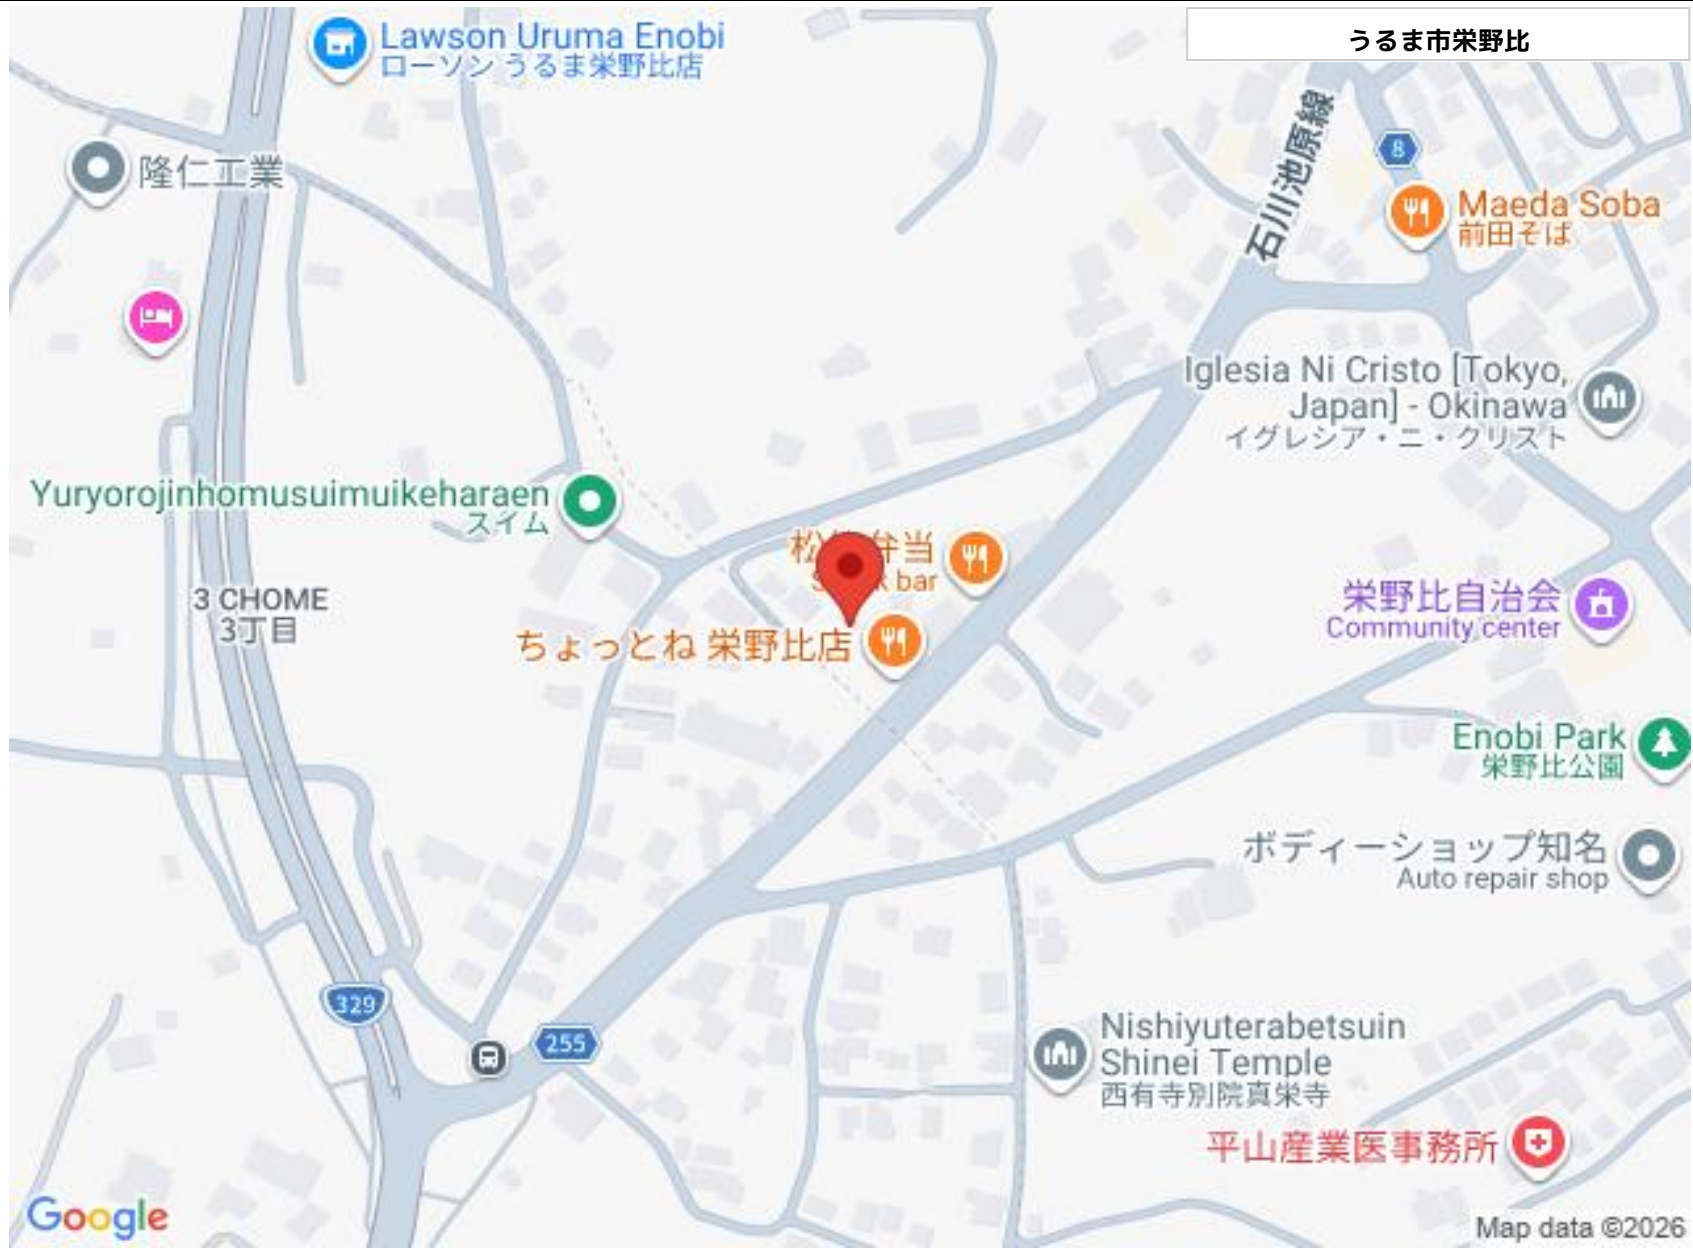 うるま市栄野比
Lawson Uruma Enobi
ローソン うるま栄野比店
隆仁工業
石川池原線
8
Maeda Soba
前田そば
Iglesia Ni Cristo [Tokyo,
Japan] - Okinawa
イグレシア・ニ・クリスト
Yuryorojinhomusuimuikeharaen
スイム
弁当
bar
3 CHOME
3丁目
ちょっとね 栄野比店
栄野比自治会
Community center
Enobi Park
栄野比公園
ボディーショップ知名
Auto repair shop
329
255
Nishiyuterabetsuin
Shinei Temple
西有寺別院真栄寺
平山産業医事務所
Google
Map data ©2026